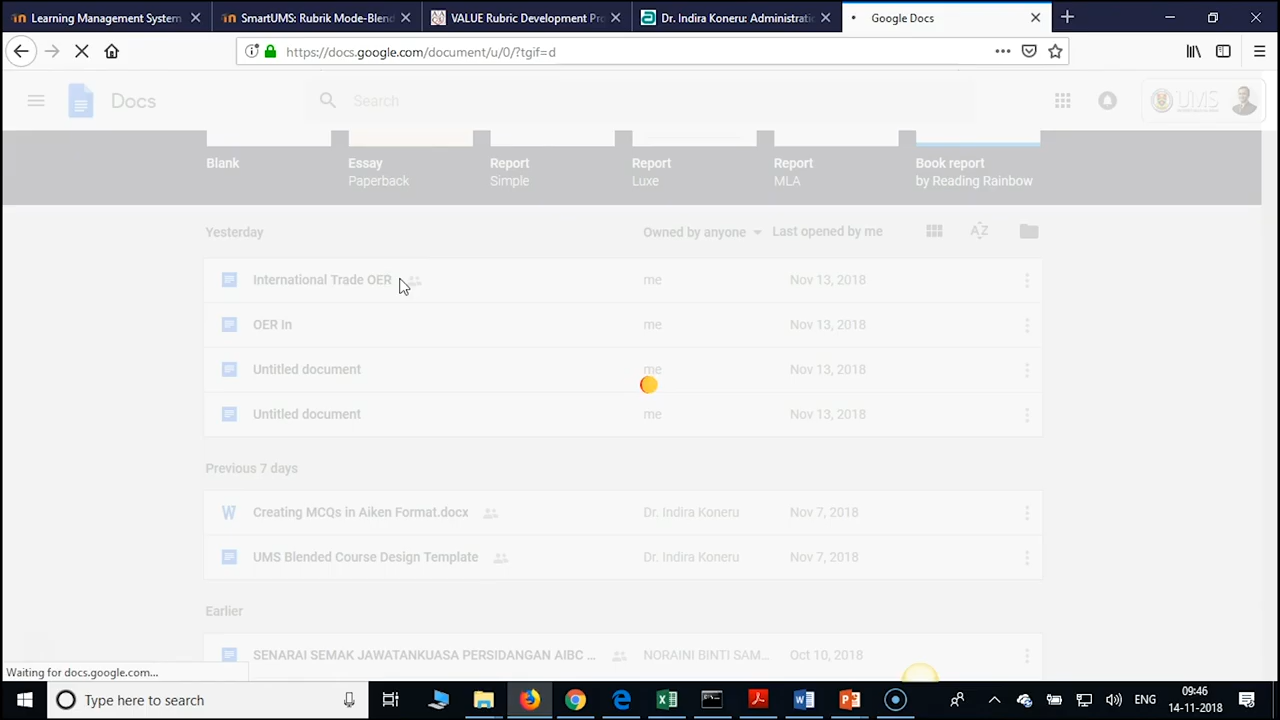 Learning Management System
SmartUMS: Rubrik Mode-Blen
VALUE Rubric Development Pro
Dr. Indira Koneru: Administrati
Google Docs
https://docs.google.com/document/u/0/?tgif=d
Docs
Search
UMS
Blank
Essay
Paperback
Report
Simple
Report
Luxe
Report
MLA
Book report
by Reading Rainbow
Yesterday
Owned by anyone
Last opened by me
AZ
International Trade OER
me
Nov 13, 2018
OER In
me
Nov 13, 2018
Untitled document
me
Nov 13, 2018
Untitled document
me
Nov 13, 2018
Previous 7 days
W
Creating MCQs in Aiken Format.docx
Dr. Indira Koneru
Nov 7, 2018
UMS Blended Course Design Template
Dr. Indira Koneru
Nov 7, 2018
Earlier
SENARAI SEMAK JAWATANKUASA PERSIDANGAN AIBC ...
NORAINI BINTI SAM...
Oct 10, 2018
Waiting for docs.google.com...
Type here to search
ENG
09:46
14-11-2018